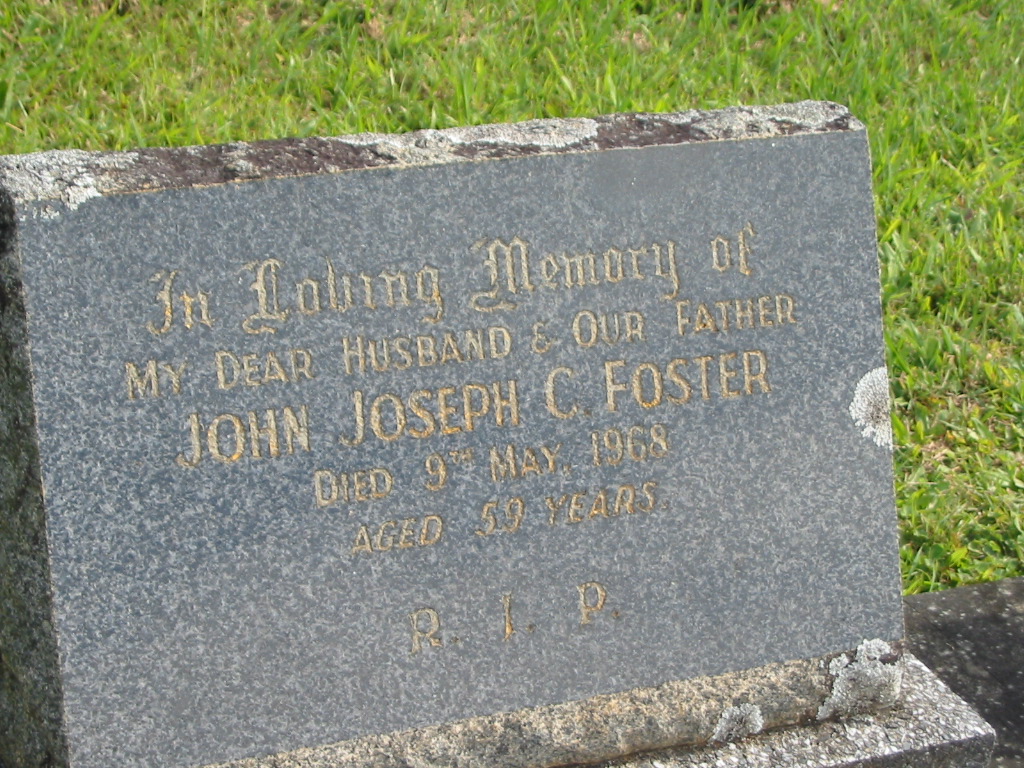 In Loving Memory of
MY DEAR HUSBAND & OUR FATHER
JOHN JOSEPH C. FOSTER
DIED 9TH MAY, 1968
AGED 59 YEARS.
R. I. P.